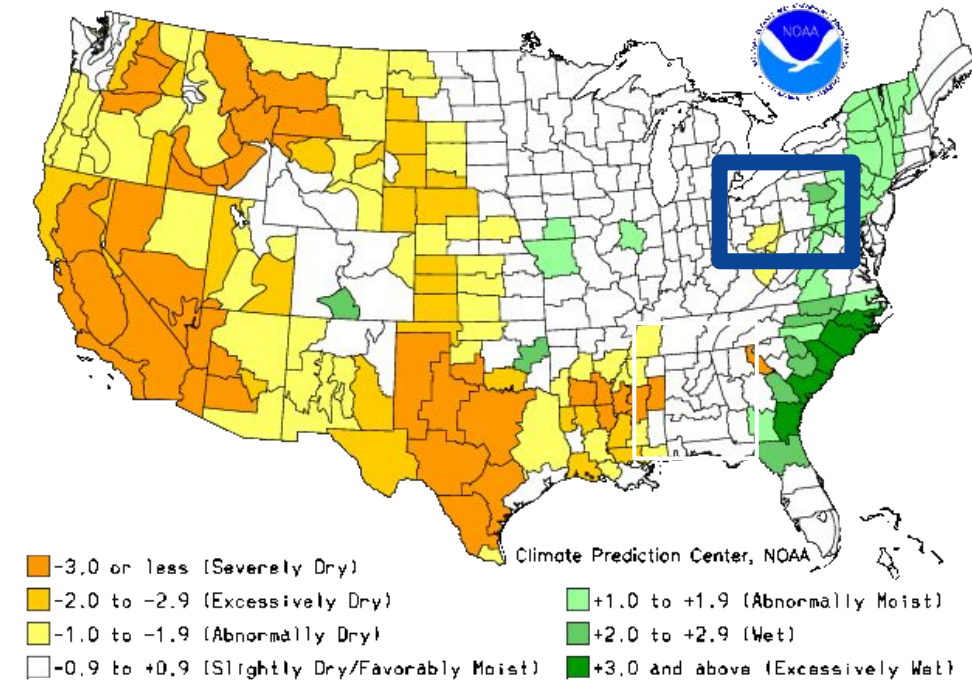 NOAA
Climate Prediction Center, NOAA
-3.0 or less (Severely Dry)
-2.0 to -2.9 (Excessively Dry)
-1.0 to -1.9 (Abnormally Dry)
-0.9 to +0.9 (Slightly Dry/Favorably Moist)
+1.0 to +1.9 (Abnormally Moist)
+2.0 to +2.9 (Wet)
+3.0 and above (Excessively Wet)